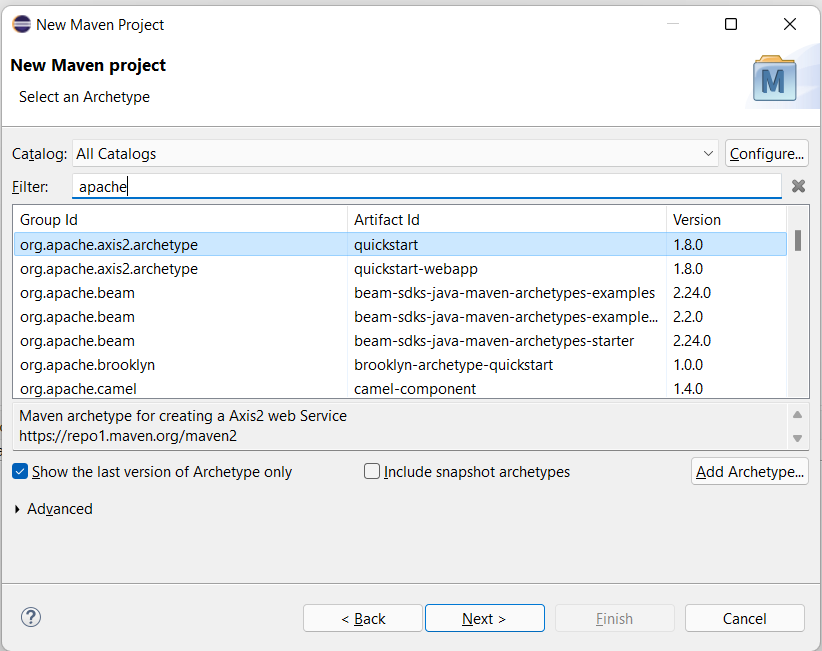 New Maven Project
New Maven project
Select an Archetype
M
Catalog: All Catalogs Configure...
Filter: apache
Group Id Artifact Id Version
org.apache.axis2.archetype quickstart 1.8.0
org.apache.axis2.archetype quickstart-webapp 1.8.0
org.apache.beam beam-sdks-java-maven-archetypes-examples 2.24.0
org.apache.beam beam-sdks-java-maven-archetypes-example... 2.2.0
org.apache.beam beam-sdks-java-maven-archetypes-starter 2.24.0
org.apache.brooklyn brooklyn-archetype-quickstart 1.0.0
org.apache.camel camel-component 1.4.0
Maven archetype for creating a Axis2 web Service
https://repo1.maven.org/maven2
Show the last version of Archetype only Include snapshot archetypes Add Archetype...
Advanced
? < Back Next > Finish Cancel